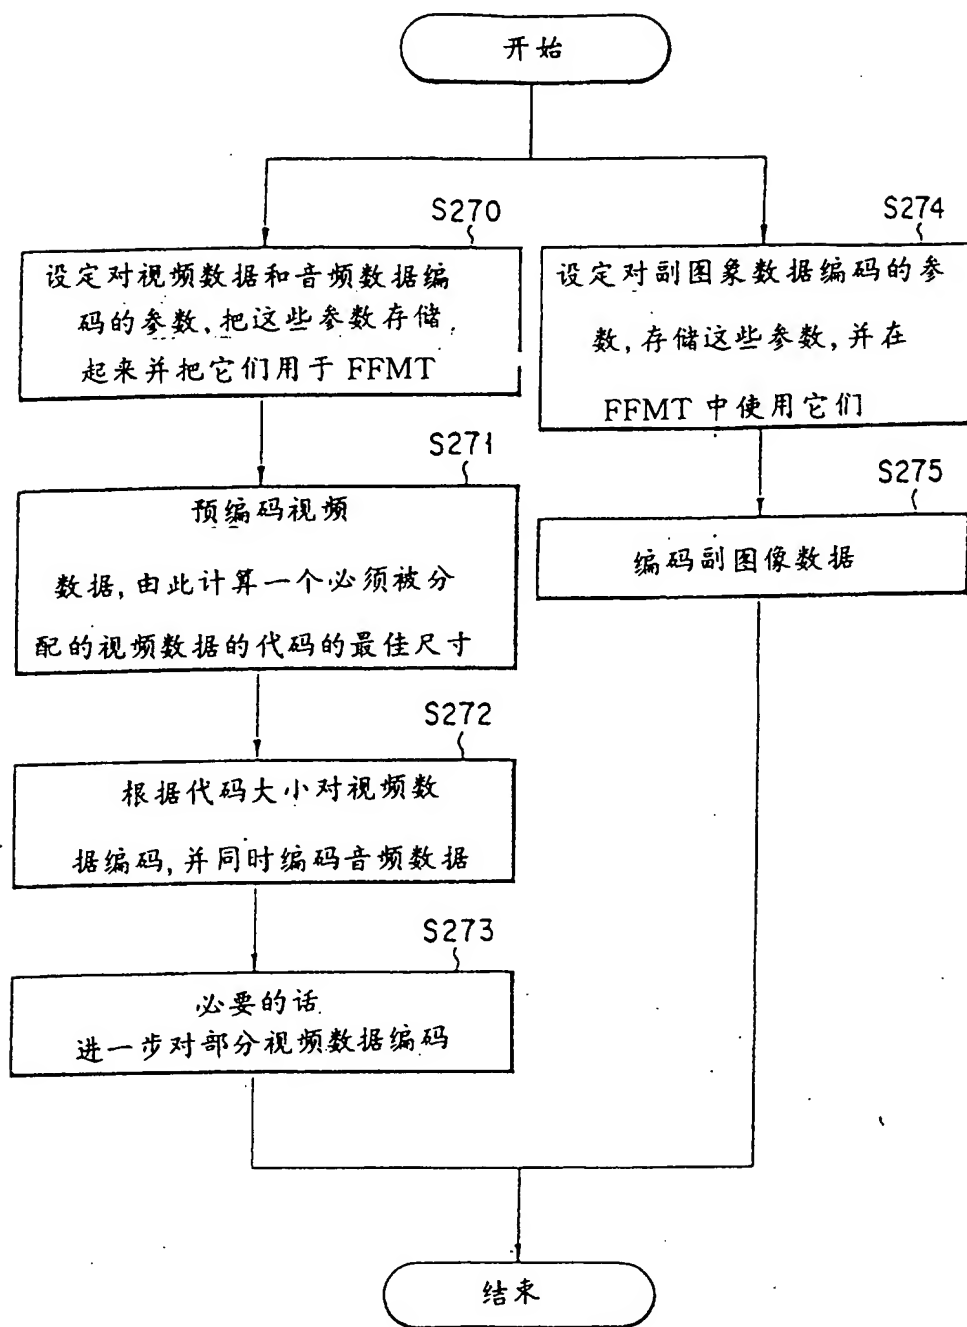 开始
S270
设定对视频数据和音频数据编
码的参数,把这些参数存储
起来并把它们用于 FFMT
S271
预编码视频
数据,由此计算一个必须被分
配的视频数据的代码的最佳尺寸
S272
根据代码大小对视频数
据编码,并同时编码音频数据
S273
必要的话
进一步对部分视频数据编码
S274
设定对副图象数据编码的参
数,存储这些参数,并在
FFMT 中使用它们
S275
编码副图像数据
结束